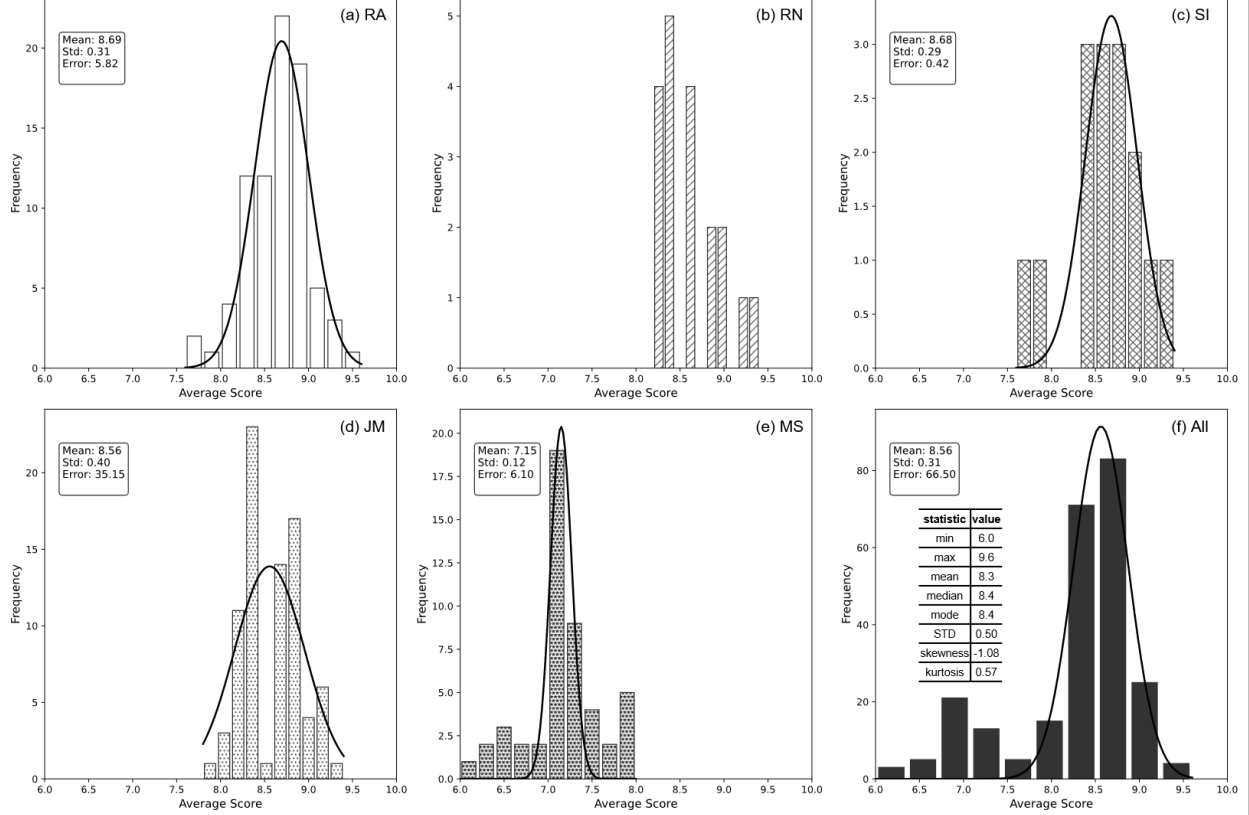 (a) RA
Mean: 8.69
Std: 0.31
Error: 5.82
Frequency
20
15
10
5
0
6.0 6.5 7.0 7.5 8.0 8.5 9.0 9.5 10.0
Average Score
(b) RN
Frequency
5
4
3
2
1
0
6.0 6.5 7.0 7.5 8.0 8.5 9.0 9.5 10.0
Average Score
(c) SI
Mean: 8.68
Std: 0.29
Error: 0.42
Frequency
3.0
2.5
2.0
1.5
1.0
0.5
0.0
6.0 6.5 7.0 7.5 8.0 8.5 9.0 9.5 10.0
Average Score
(d) JM
Mean: 8.56
Std: 0.40
Error: 35.15
Frequency
20
15
10
5
0
6.0 6.5 7.0 7.5 8.0 8.5 9.0 9.5 10.0
Average Score
(e) MS
Mean: 7.15
Std: 0.12
Error: 6.10
Frequency
20.0
17.5
15.0
12.5
10.0
7.5
5.0
2.5
0.0
6.0 6.5 7.0 7.5 8.0 8.5 9.0 9.5 10.0
Average Score
(f) All
Mean: 8.56
Std: 0.31
Error: 66.50
statistic value
min 6.0
max 9.6
mean 8.3
median 8.4
mode 8.4
STD 0.50
skewness -1.08
kurtosis 0.57
Frequency
80
60
40
20
0
6.0 6.5 7.0 7.5 8.0 8.5 9.0 9.5 10.0
Average Score